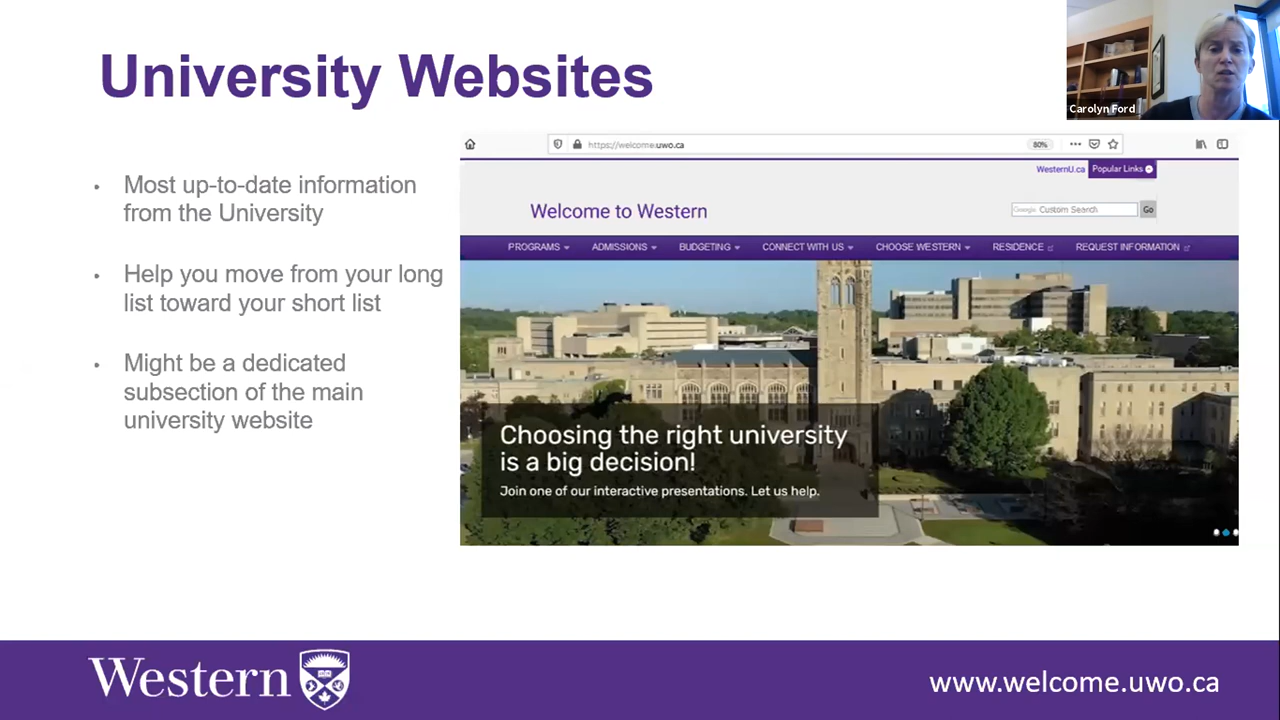 University Websites
Carolyn Ford
• Most up-to-date information
from the University
• Help you move from your long
list toward your short list
• Might be a dedicated
subsection of the main
university website
https://welcome.uwo.ca
80%
WesternU.ca Popular Links
Welcome to Western
Google Custom Search Go
PROGRAMS ADMISSIONS BUDGETING CONNECT WITH US CHOOSE WESTERN RESIDENCE REQUEST INFORMATION
Choosing the right university
is a big decision!
Join one of our interactive presentations. Let us help.
Western
www.welcome.uwo.ca